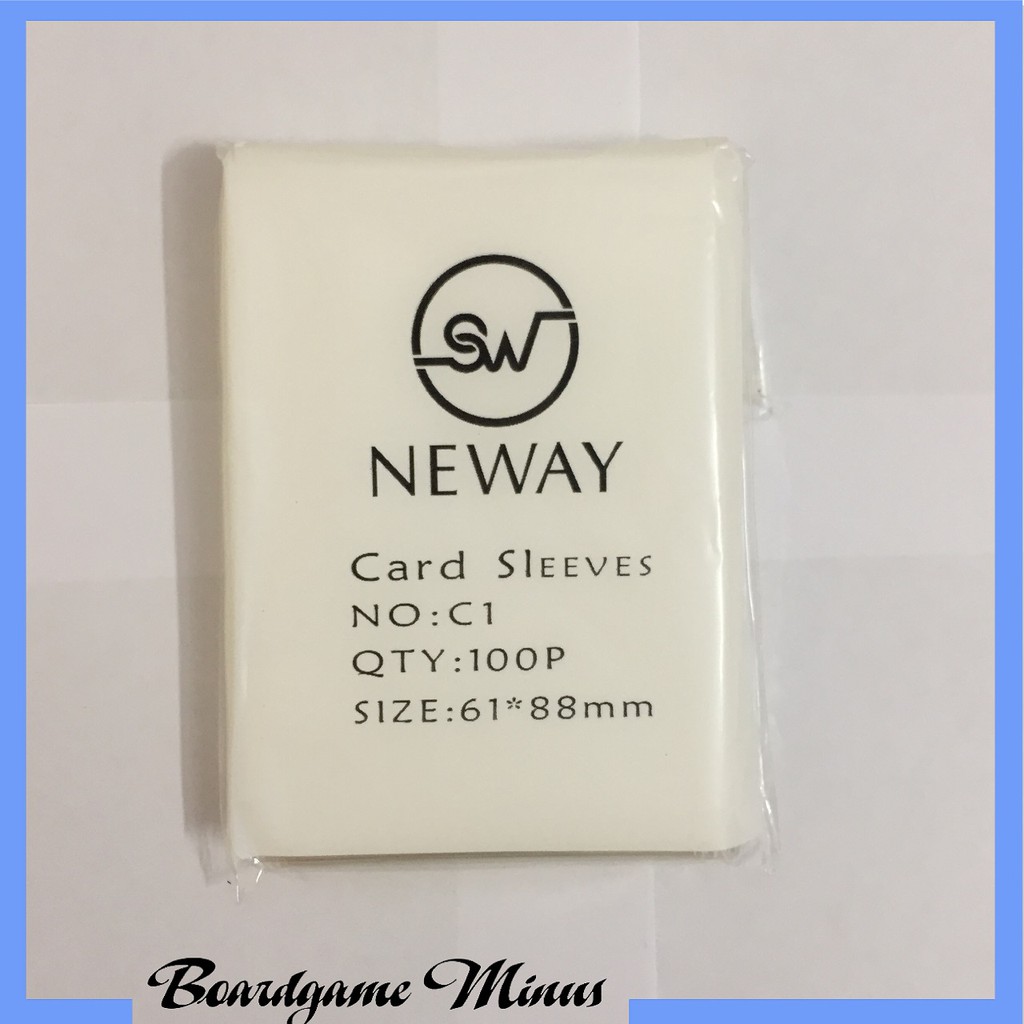 SW
NEWAY
Card SLEEVES
NO:C1
QTY:100P
SIZE:61*88mm
Boardgame Minus